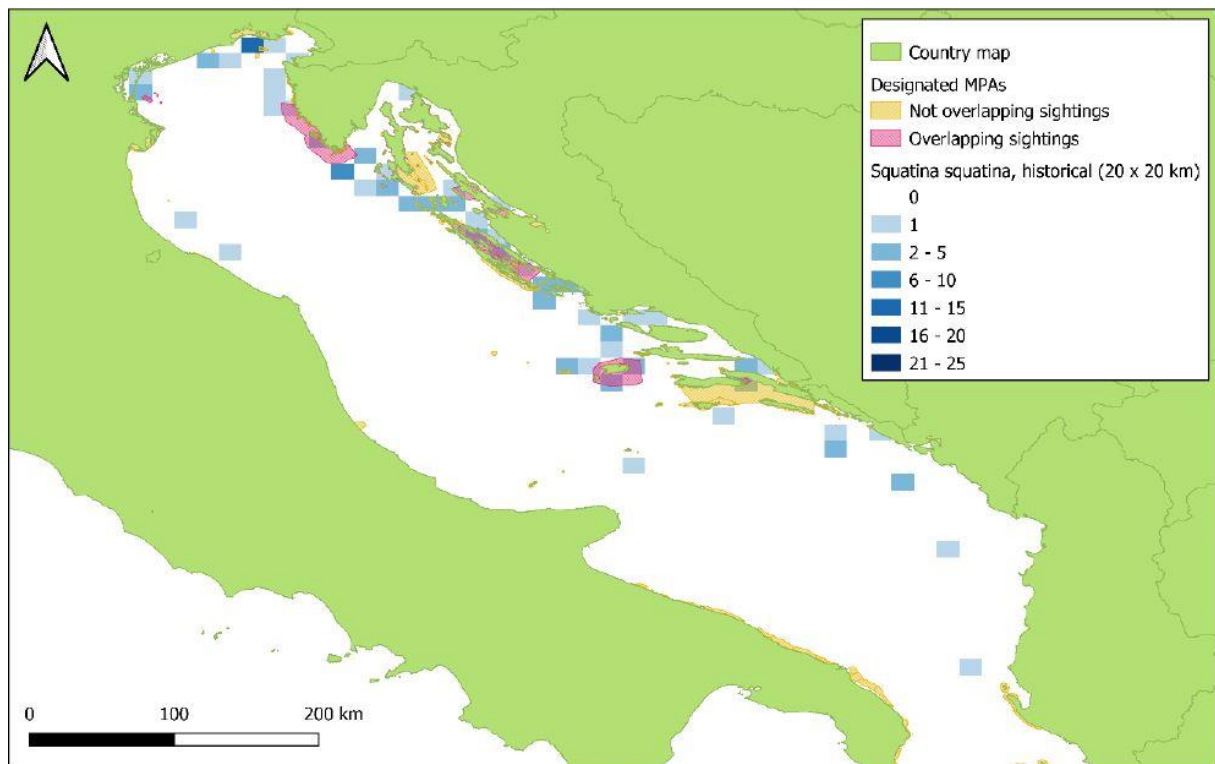 Country map
Designated MPAs
Not overlapping sightings
Overlapping sightings
Squatina squatina, historical (20 x 20 km)
0
1
2 - 5
6 - 10
11 - 15
16 - 20
21 - 25
0 100 200 km